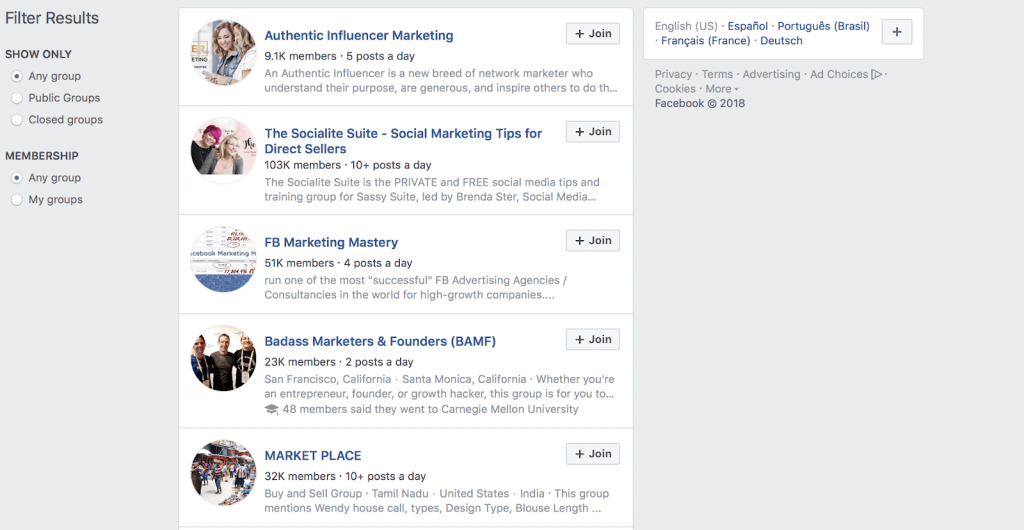 Filter Results
SHOW ONLY
Any group
Public Groups
Closed groups
MEMBERSHIP
Any group
My groups
Authentic Influencer Marketing
+ Join
9.1K members · 5 posts a day
An Authentic Influencer is a new breed of network marketer who
understand their purpose, are generous, and inspire others to do th...
The Socialite Suite - Social Marketing Tips for
Direct Sellers
+ Join
103K members · 10+ posts a day
The Socialite Suite is the PRIVATE and FREE social media tips and
training group for Sassy Suite, led by Brenda Ster, Social Media...
FB Marketing Mastery
+ Join
51K members · 4 posts a day
run one of the most "successful" FB Advertising Agencies /
Consultancies in the world for high-growth companies....
Badass Marketers & Founders (BAMF)
+ Join
23K members · 2 posts a day
San Francisco, California · Santa Monica, California · Whether you're
an entrepreneur, founder, or growth hacker, this group is for you to...
48 members said they went to Carnegie Mellon University
MARKET PLACE
+ Join
32K members · 10+ posts a day
Buy and Sell Group · Tamil Nadu · United States · India · This group
mentions Wendy house call, types, Design Type, Blouse Length ...
English (US) · Español · Português (Brasil)
· Français (France) · Deutsch
+
Privacy · Terms · Advertising · Ad Choices ·
Cookies · More
Facebook © 2018